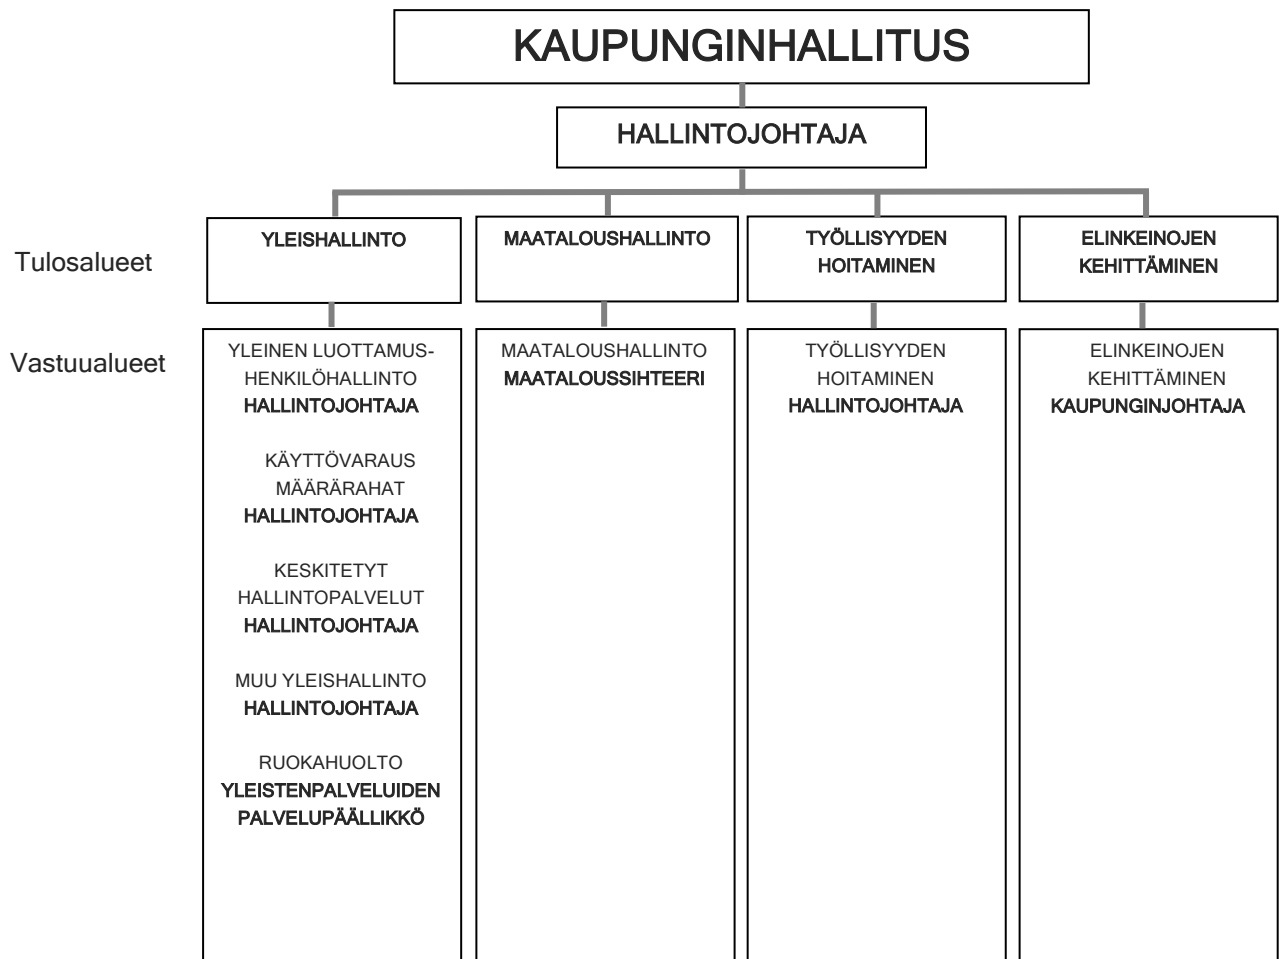 KAUPUNGINHALLITUS
HALLINTOJOHTAJA
Tulosalueet
YLEISHALLINTO
MAATALOUSHALLINTO
TYÖLLISYYDEN
HOITAMINEN
ELINKEINOJEN
KEHITTÄMINEN
Vastuualueet
YLEINEN LUOTTAMUS-
HENKILÖHALLINTO
HALLINTOJOHTAJA
KÄYTTÖVARAUS
MÄÄRÄRAHAT
HALLINTOJOHTAJA
KESKITETYT
HALLINTOPALVELUT
HALLINTOJOHTAJA
MUU YLEISHALLINTO
HALLINTOJOHTAJA
RUOKAHUOLTO
YLEISTENPALVELUIDEN
PALVELUPÄÄLLIKKÖ
MAATALOUSHALLINTO
MAATALOUSSIHTEERI
TYÖLLISYYDEN
HOITAMINEN
HALLINTOJOHTAJA
ELINKEINOJEN
KEHITTÄMINEN
KAUPUNGINJOHTAJA